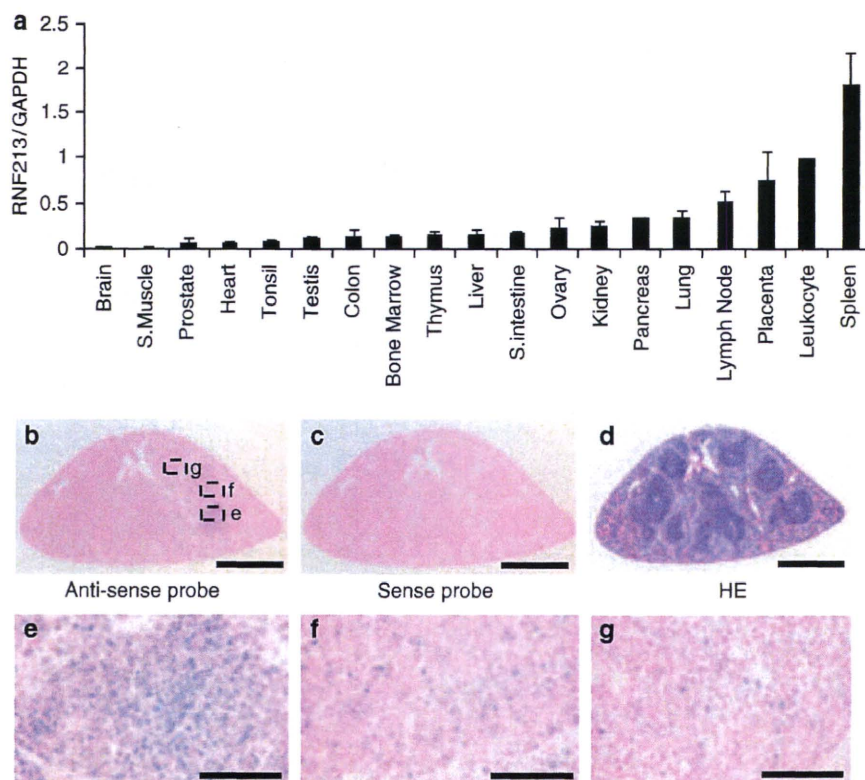 a
RNF213/GAPDH
2.5
2
1.5
1
0.5
0
Brain
S.Muscle
Prostate
Heart
Tonsil
Testis
Colon
Bone Marrow
Thymus
Liver
S.intestine
Ovary
Kidney
Pancreas
Lung
Lymph Node
Placenta
Leukocyte
Spleen
b
g
f
e
Anti-sense probe
c
Sense probe
d
HE
e
f
g